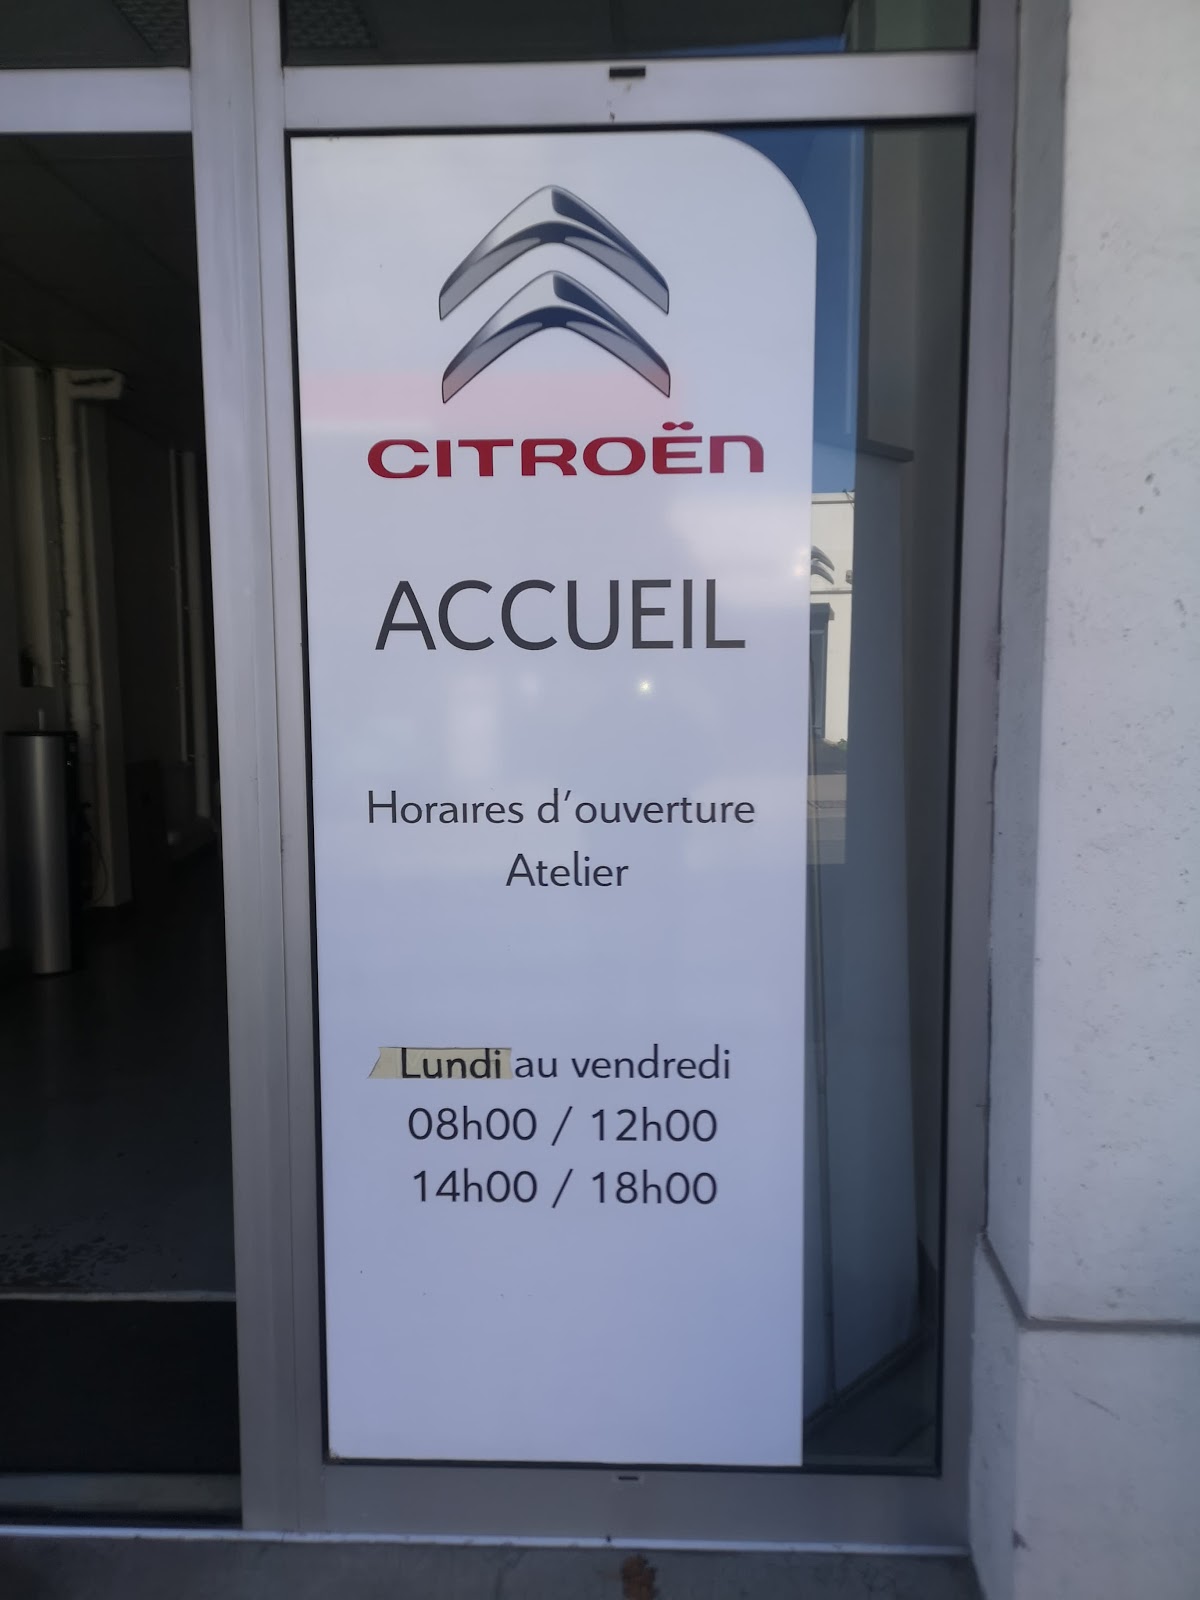 CITROËN
ACCUEIL
Horaires d'ouverture
Atelier
Lundi au vendredi
08h00 / 12h00
14h00 / 18h00